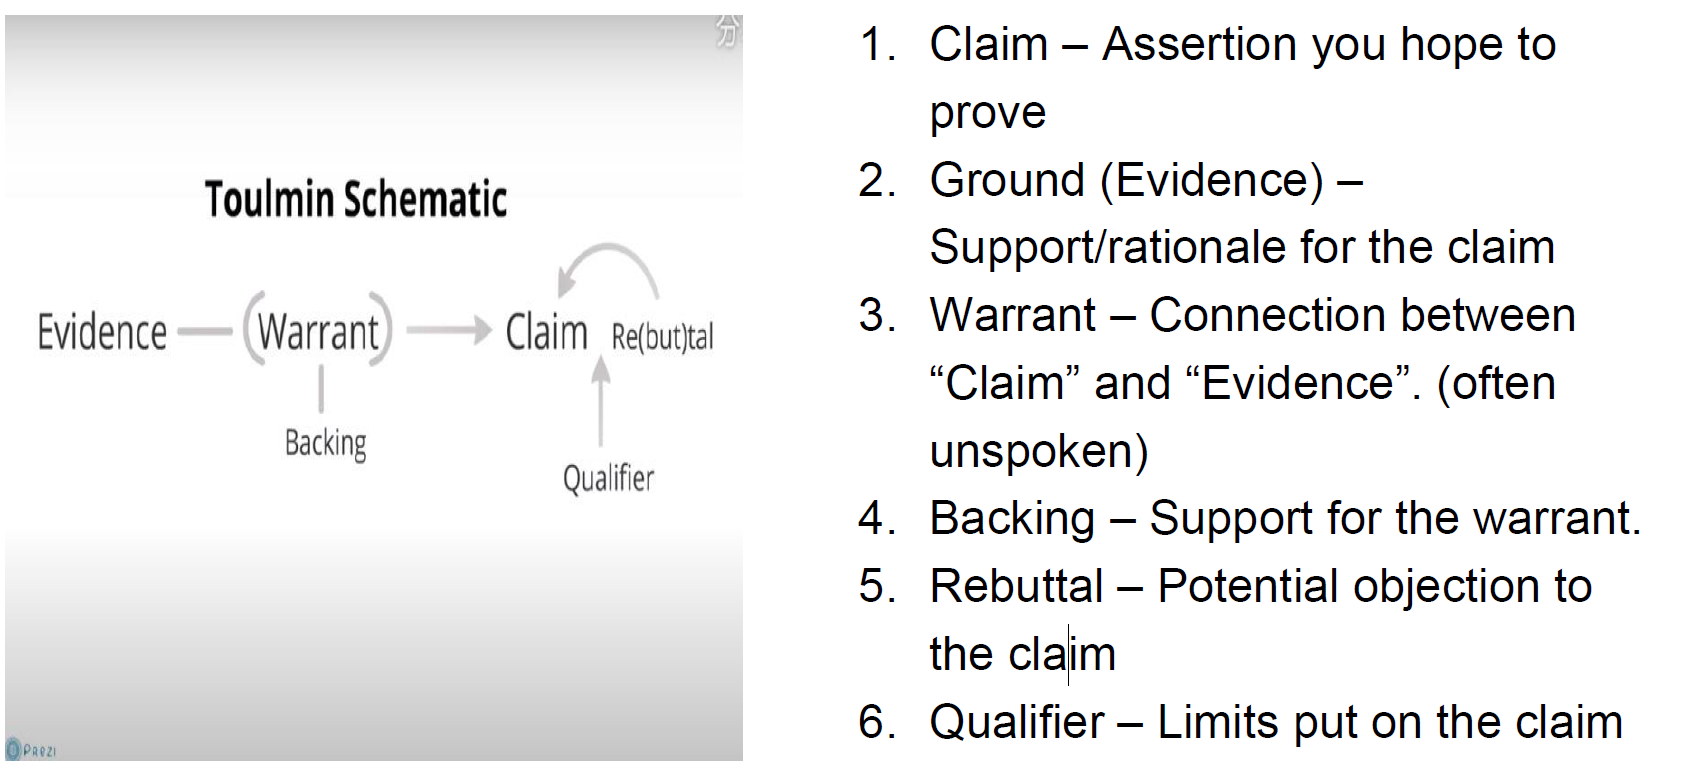 分
Toulmin Schematic
Evidence (Warrant) Claim Re(but)tal
Backing
Qualifier
PREZI
1. Claim – Assertion you hope to
prove
2. Ground (Evidence) –
Support/rationale for the claim
3. Warrant – Connection between
“Claim” and “Evidence”. (often
unspoken)
4. Backing – Support for the warrant.
5. Rebuttal – Potential objection to
the claim
6. Qualifier – Limits put on the claim